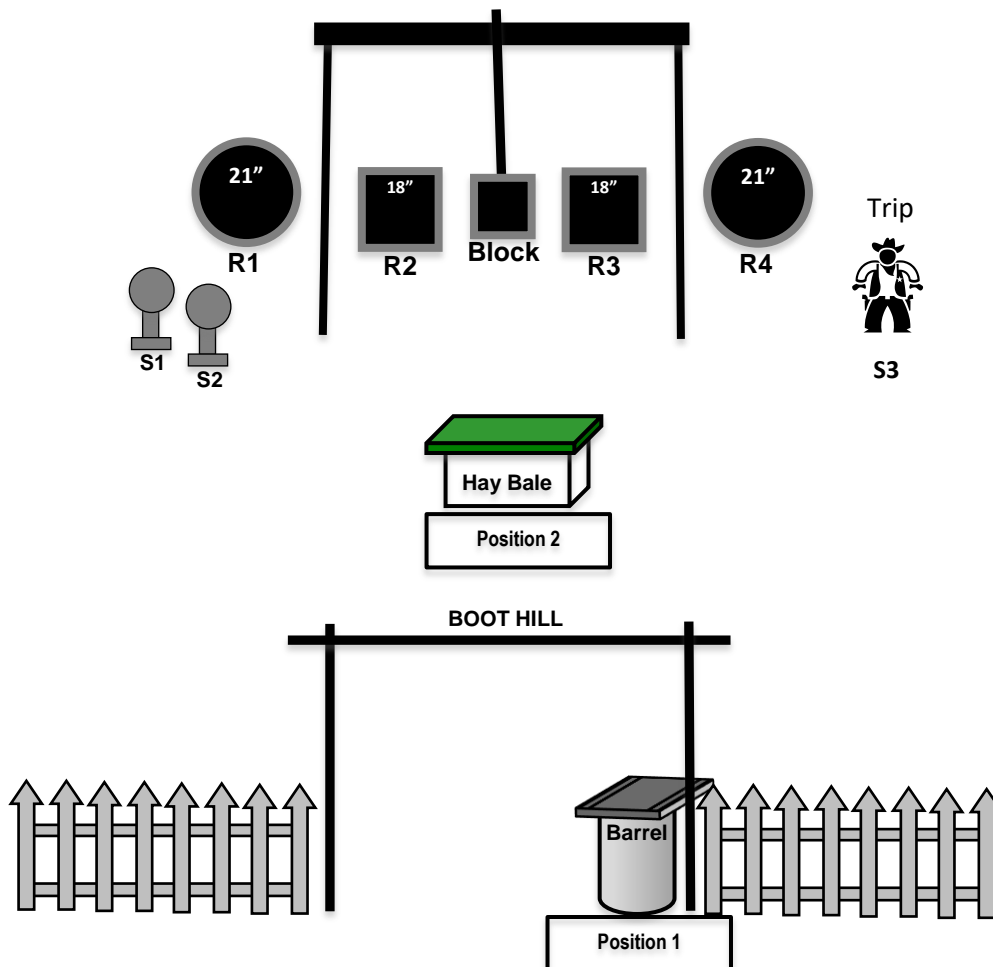 21”
18”
18”
21”
Trip
R1
R2
Block
R3
R4
S1
S2
S3
Hay Bale
Position 2
BOOT HILL
Barrel
Position 1